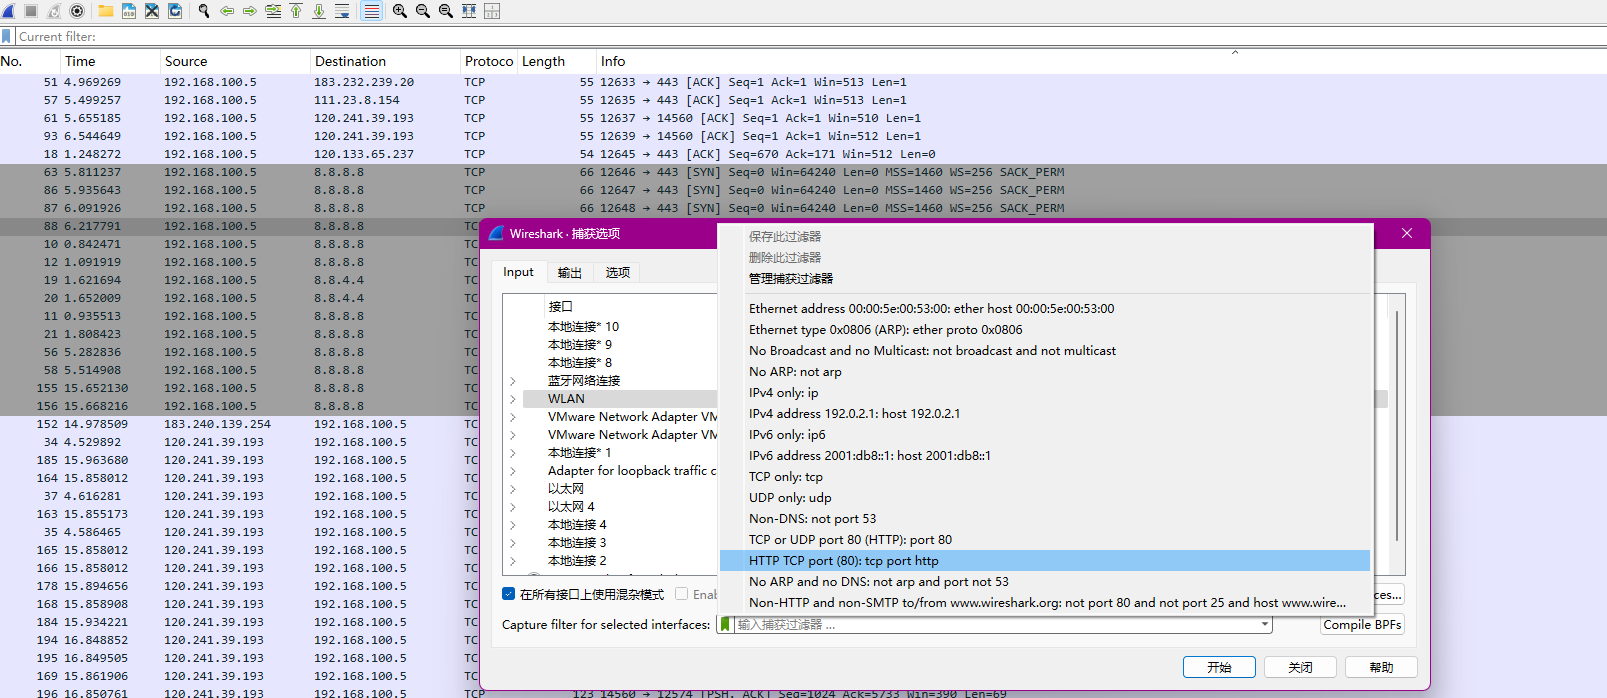 Current filter:
No. Time Source Destination Protoco Length Info
51 4.969269 192.168.100.5 183.232.239.20 TCP 55 12633 → 443 [ACK] Seq=1 Ack=1 Win=513 Len=1
57 5.499257 192.168.100.5 111.23.8.154 TCP 55 12635 → 443 [ACK] Seq=1 Ack=1 Win=513 Len=1
61 5.655185 192.168.100.5 120.241.39.193 TCP 55 12637 → 14560 [ACK] Seq=1 Ack=1 Win=510 Len=1
93 6.544649 192.168.100.5 120.241.39.193 TCP 55 12639 → 14560 [ACK] Seq=1 Ack=1 Win=512 Len=1
18 1.248272 192.168.100.5 120.133.65.237 TCP 54 12645 → 443 [ACK] Seq=670 Ack=171 Win=512 Len=0
63 5.811237 192.168.100.5 8.8.8.8 TCP 66 12646 → 443 [SYN] Seq=0 Win=64240 Len=0 MSS=1460 WS=256 SACK_PERM
86 5.935643 192.168.100.5 8.8.8.8 TCP 66 12647 → 443 [SYN] Seq=0 Win=64240 Len=0 MSS=1460 WS=256 SACK_PERM
87 6.091926 192.168.100.5 8.8.8.8 TCP 66 12648 → 443 [SYN] Seq=0 Win=64240 Len=0 MSS=1460 WS=256 SACK_PERM
88 6.217791 192.168.100.5 8.8.8.8 TC
10 0.842471 192.168.100.5 8.8.8.8 TC
12 1.091919 192.168.100.5 8.8.8.8 TC
19 1.621694 192.168.100.5 8.8.4.4 TC
20 1.652009 192.168.100.5 8.8.4.4 TC
11 0.935513 192.168.100.5 8.8.8.8 TC
21 1.808423 192.168.100.5 8.8.8.8 TC
56 5.282836 192.168.100.5 8.8.8.8 TC
58 5.514908 192.168.100.5 8.8.8.8 TC
155 15.652130 192.168.100.5 8.8.8.8 TC
156 15.668216 192.168.100.5 8.8.8.8 TC
152 14.978509 183.240.139.254 192.168.100.5 TC
34 4.529892 120.241.39.193 192.168.100.5 TC
185 15.963680 120.241.39.193 192.168.100.5 TC
164 15.858012 120.241.39.193 192.168.100.5 TC
37 4.616281 120.241.39.193 192.168.100.5 TC
163 15.855173 120.241.39.193 192.168.100.5 TC
35 4.586465 120.241.39.193 192.168.100.5 TC
165 15.858012 120.241.39.193 192.168.100.5 TC
166 15.858012 120.241.39.193 192.168.100.5 TC
178 15.894656 120.241.39.193 192.168.100.5 TC
168 15.858908 120.241.39.193 192.168.100.5 TC
184 15.934221 120.241.39.193 192.168.100.5 TC
194 16.848852 120.241.39.193 192.168.100.5 TC
195 16.849505 120.241.39.193 192.168.100.5 TC
169 15.861906 120.241.39.193 192.168.100.5 TC
196 16.850761 120.241.39.193 192.168.100.5 TCP 123 14560 → 12574 [PSH, ACK] Seq=1024 Ack=5733 Win=390 Len=69
Wireshark · 捕获选项
Input 输出 选项
接口
本地连接* 10
本地连接* 9
本地连接* 8
蓝牙网络连接
WLAN
VMware Network Adapter VM
VMware Network Adapter VM
本地连接* 1
Adapter for loopback traffic c
以太网
以太网 4
本地连接 4
本地连接 3
本地连接 2
在所有接口上使用混杂模式 Enab
ces...
Capture filter for selected interfaces: 输入捕获过滤器 ... Compile BPFs
开始 关闭 帮助
保存此过滤器
删除此过滤器
管理捕获过滤器
Ethernet address 00:00:5e:00:53:00: ether host 00:00:5e:00:53:00
Ethernet type 0x0806 (ARP): ether proto 0x0806
No Broadcast and no Multicast: not broadcast and not multicast
No ARP: not arp
IPv4 only: ip
IPv4 address 192.0.2.1: host 192.0.2.1
IPv6 only: ip6
IPv6 address 2001:db8::1: host 2001:db8::1
TCP only: tcp
UDP only: udp
Non-DNS: not port 53
TCP or UDP port 80 (HTTP): port 80
HTTP TCP port (80): tcp port http
No ARP and no DNS: not arp and port not 53
Non-HTTP and non-SMTP to/from www.wireshark.org: not port 80 and not port 25 and host www.wire...